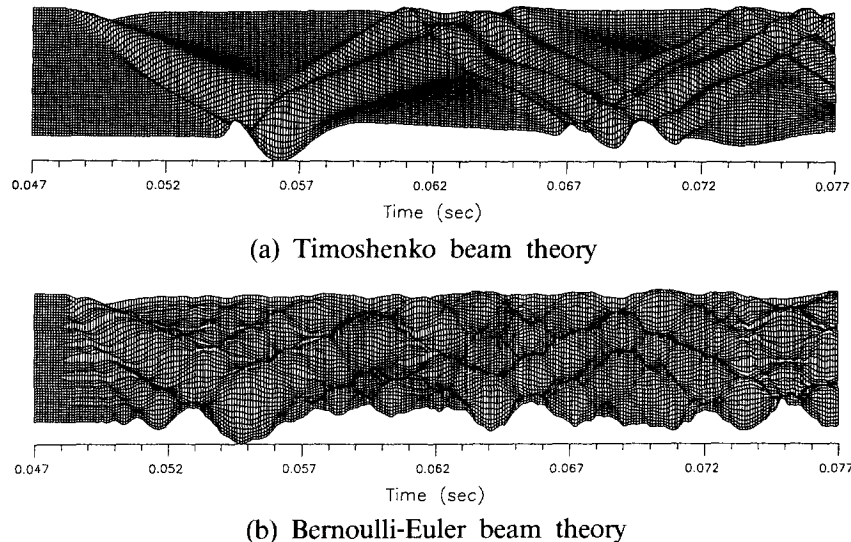 0.047 0.052 0.057 0.062 0.067 0.072 0.077
Time (sec)
(a) Timoshenko beam theory
0.047 0.052 0.057 0.062 0.067 0.072 0.077
Time (sec)
(b) Bernoulli-Euler beam theory